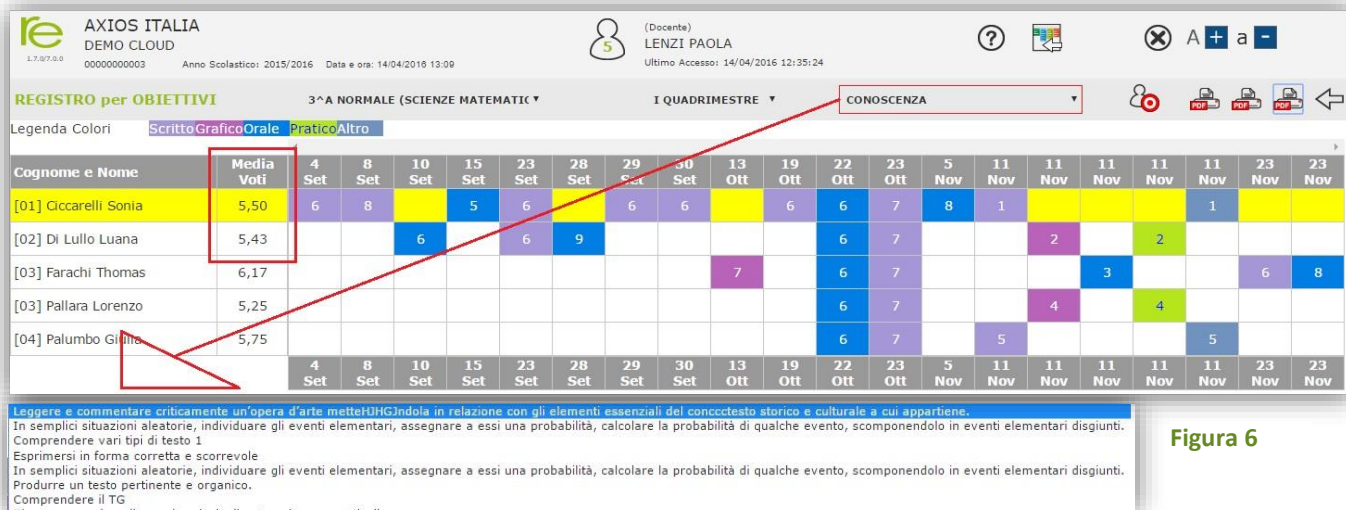 re
1.7.0/7.0.0
AXIOS ITALIA
DEMO CLOUD
00000000003 Anno Scolastico: 2015/2016 Data e ora: 14/04/2016 13:09
5
(Docente)
LENZI PAOLA
Ultimo Accesso: 14/04/2016 12:35:24
? A + a -
REGISTRO per OBIETTIVI 3^A NORMALE (SCIENZE MATEMATIC I QUADRIMESTRE CONOSCENZA PDF PDF PDF
Legenda Colori Scritto Grafico Orale Pratico Altro
Cognome e Nome Media Voti 4 Set 8 Set 10 Set 15 Set 23 Set 28 Set 29 Set 30 Set 13 Ott 19 Ott 22 Ott 23 Ott 5 Nov 11 Nov 11 Nov 11 Nov 11 Nov 11 Nov 23 Nov 23 Nov
[01] Ciccarelli Sonia 5,50 6 8 5 6 6 6 6 6 7 8 1 1
[02] Di Lullo Luana 5,43 6 6 9 6 7 2 2
[03] Farachi Thomas 6,17 7 6 7 3 6 8
[03] Pallara Lorenzo 5,25 6 7 4 4
[04] Palumbo Giulia 5,75 6 7 5 5
4 Set 8 Set 10 Set 15 Set 23 Set 28 Set 29 Set 30 Set 13 Ott 19 Ott 22 Ott 23 Ott 5 Nov 11 Nov 11 Nov 11 Nov 11 Nov 11 Nov 23 Nov 23 Nov
Leggere e commentare criticamente un'opera d'arte metteHJHGJndola in relazione con gli elementi essenziali del conccctesto storico e culturale a cui appartiene.
In semplici situazioni aleatorie, individuare gli eventi elementari, assegnare a essi una probabilità, calcolare la probabilità di qualche evento, scomponendolo in eventi elementari disgiunti.
Comprendere vari tipi di testo 1
Esprimersi in forma corretta e scorrevole
In semplici situazioni aleatorie, individuare gli eventi elementari, assegnare a essi una probabilità, calcolare la probabilità di qualche evento, scomponendolo in eventi elementari disgiunti.
Produrre un testo pertinente e organico.
Comprendere il TG
Figura 6